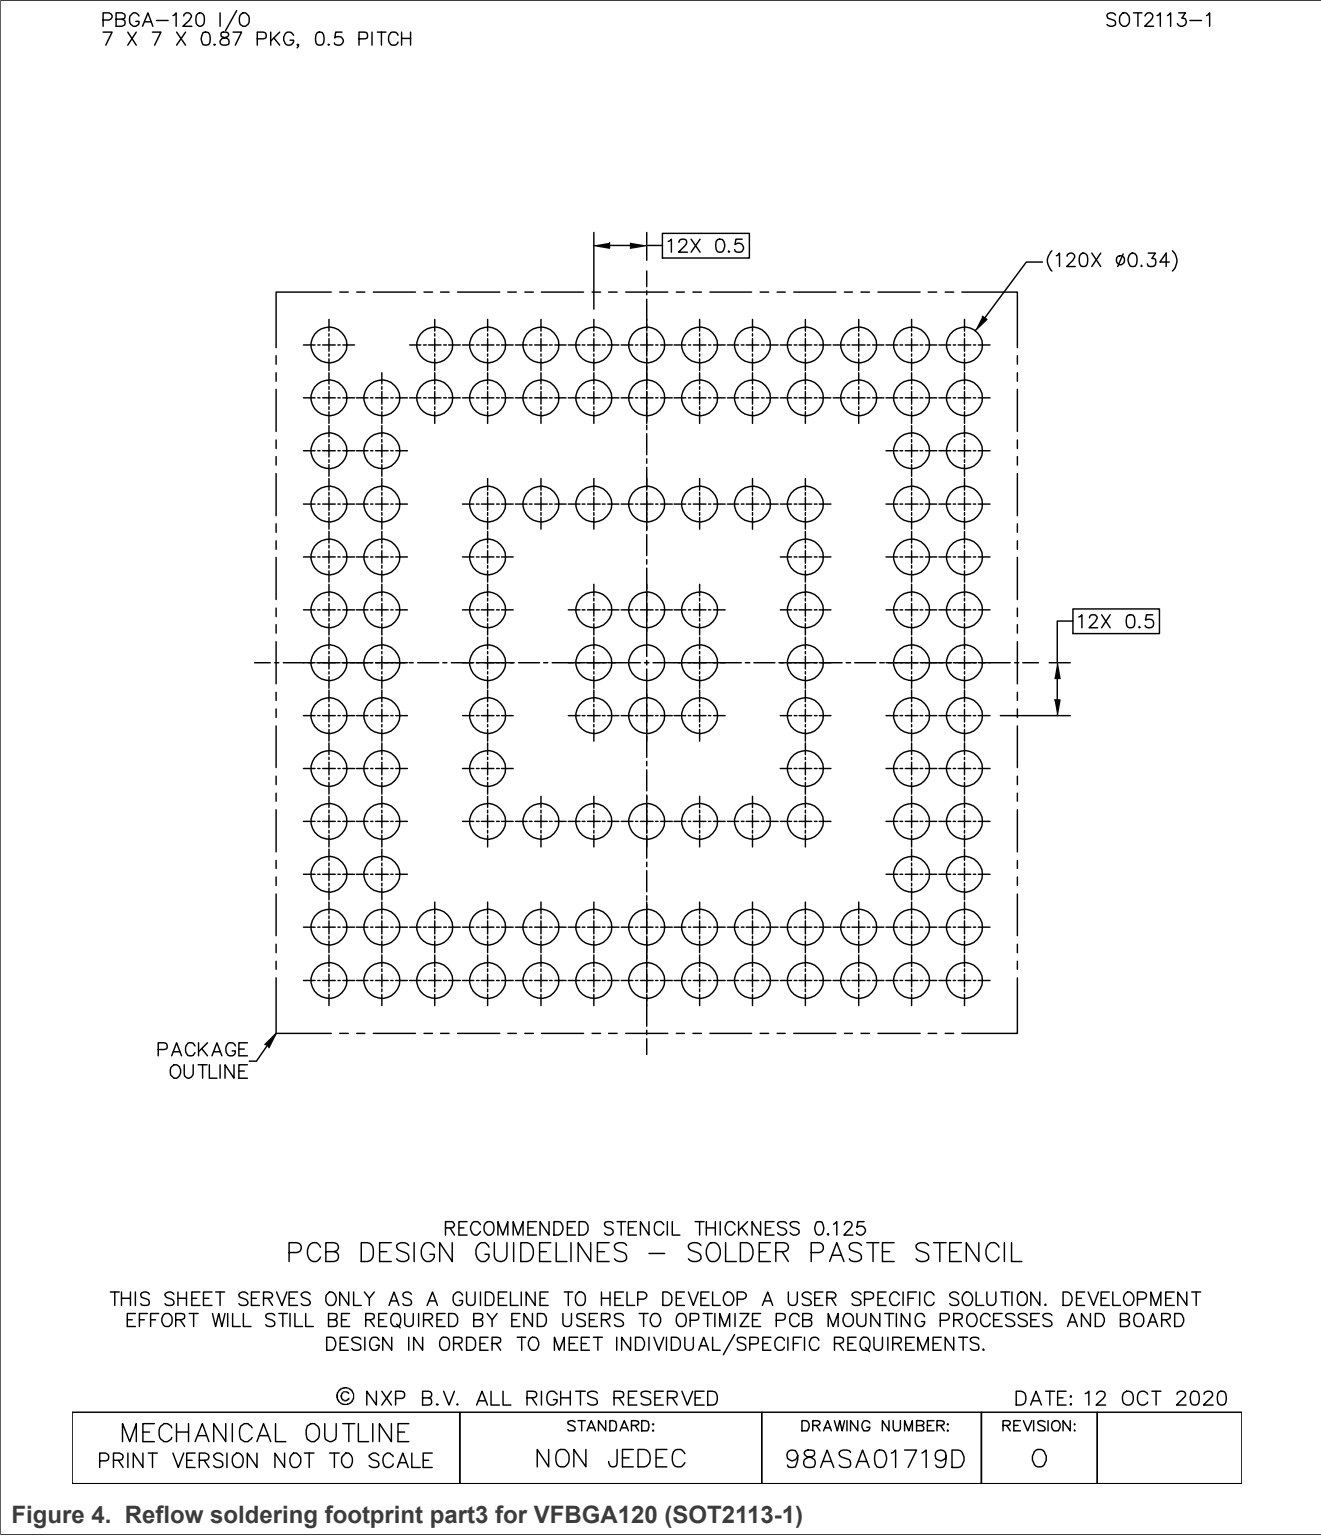 PBGA-120 I/O
SOT2113-1
7 X 7 X 0.87 PKG, 0.5 PITCH
12X 0.5
(120X ⌀0.34)
12X 0.5
PACKAGE
OUTLINE
RECOMMENDED STENCIL THICKNESS 0.125
PCB DESIGN GUIDELINES – SOLDER PASTE STENCIL
THIS SHEET SERVES ONLY AS A GUIDELINE TO HELP DEVELOP A USER SPECIFIC SOLUTION. DEVELOPMENT
EFFORT WILL STILL BE REQUIRED BY END USERS TO OPTIMIZE PCB MOUNTING PROCESSES AND BOARD
DESIGN IN ORDER TO MEET INDIVIDUAL/SPECIFIC REQUIREMENTS.
© NXP B.V. ALL RIGHTS RESERVED
DATE: 12 OCT 2020
MECHANICAL OUTLINE
PRINT VERSION NOT TO SCALE
STANDARD:
NON JEDEC
DRAWING NUMBER:
98ASA01719D
REVISION:
O
Figure 4. Reflow soldering footprint part3 for VFBGA120 (SOT2113-1)